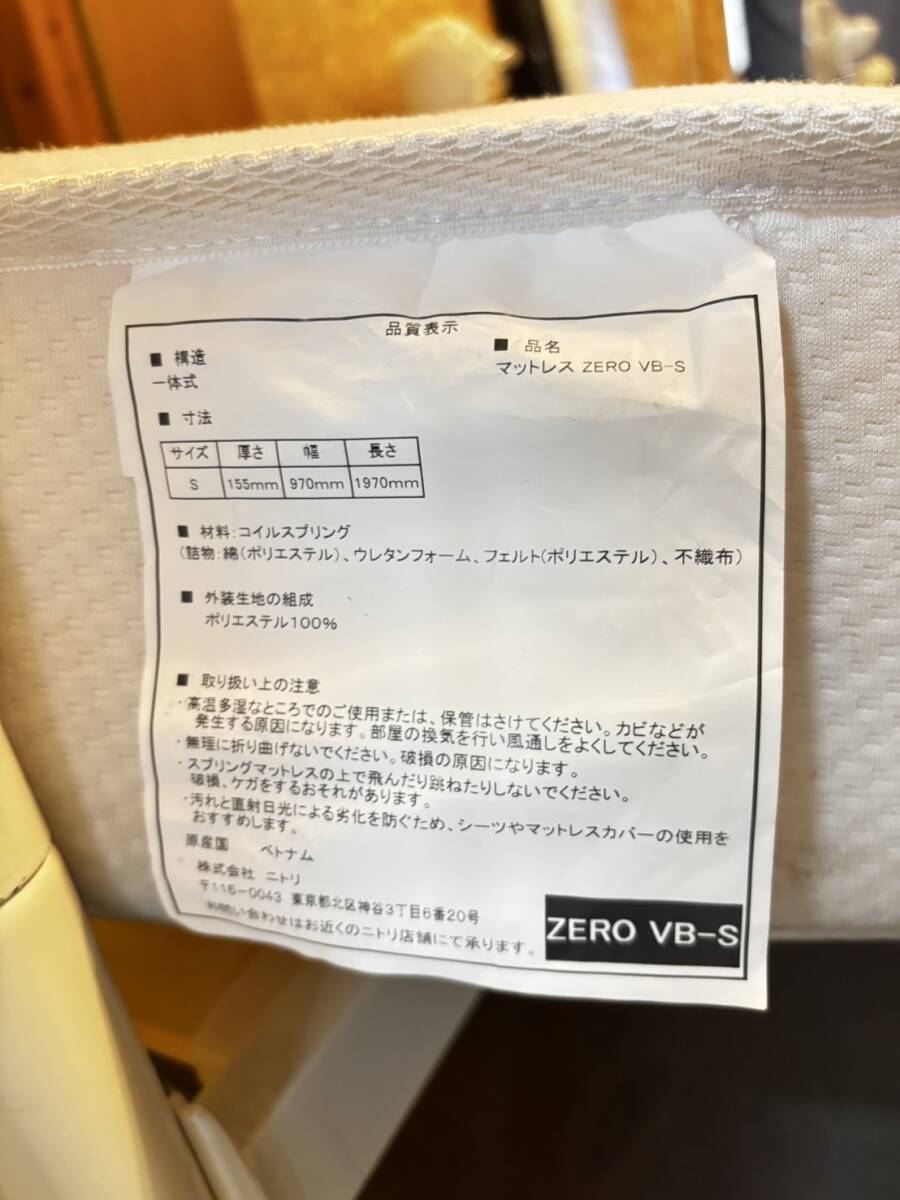 品質表示
■ 構造
一体式
■ 品名
マットレス ZERO VB-S
■ 寸法
サイズ 厚さ 幅 長さ
S 155mm 970mm 1970mm
■ 材料:コイルスプリング
(詰物:綿(ポリエステル)、ウレタンフォーム、フェルト(ポリエステル)、不織布)
■ 外装生地の組成
ポリエステル100%
■ 取り扱い上の注意
・高温多湿なところでのご使用または、保管はさけてください。カビなどが
発生する原因になります。部屋の換気を行い風通しをよくしてください。
・無理に折り曲げないでください。破損の原因になります。
・スプリングマットレスの上で飛んだり跳ねたりしないでください。
破損、ケガをするおそれがあります。
・汚れと直射日光による劣化を防ぐため、シーツやマットレスカバーの使用を
おすすめします。
原産国 ベトナム
株式会社 ニトリ
〒115-0043 東京都北区神谷3丁目6番20号
お問い合わせはお近くのニトリ店舗にて承ります。
ZERO VB-S